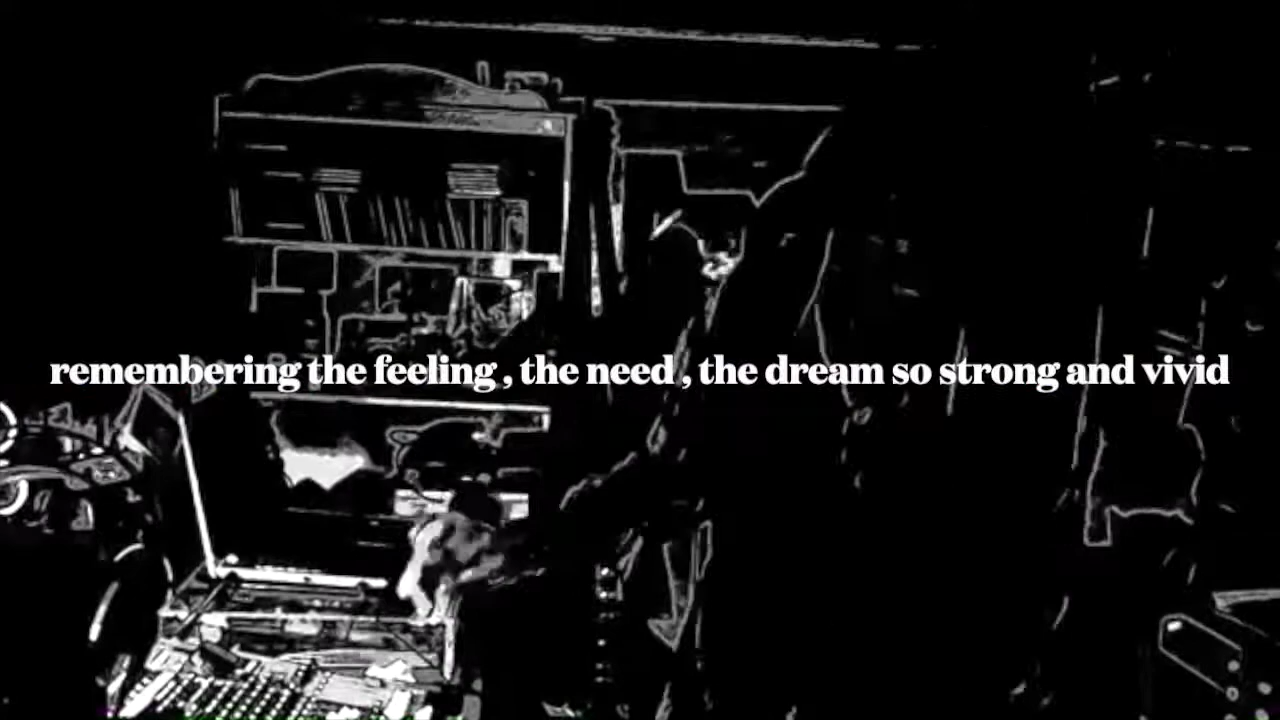 remembering the feeling , the need , the dream so strong and vivid